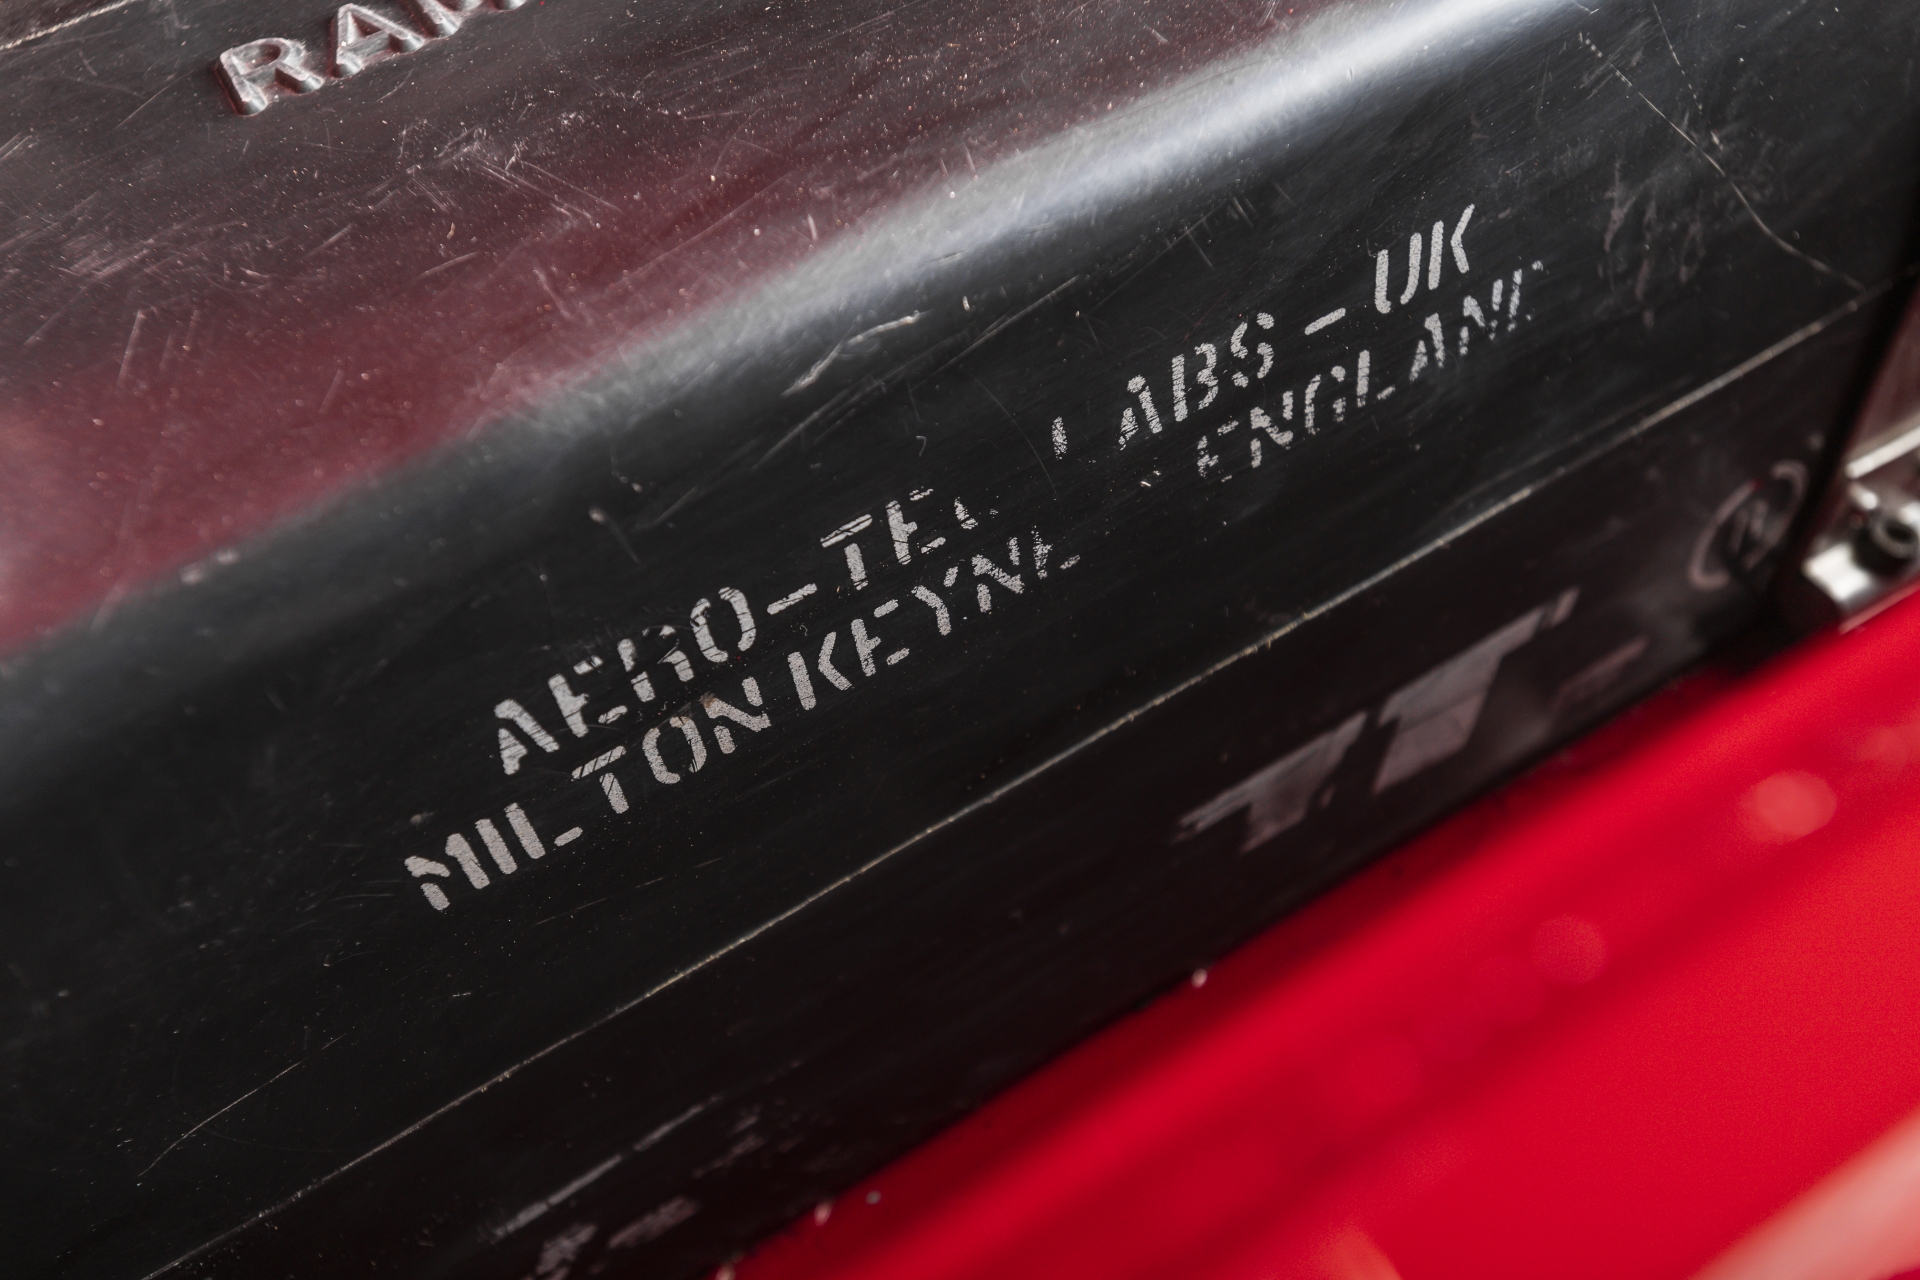 AERO-TEC LABS - UK
MILTON KEYNES ENGLAND